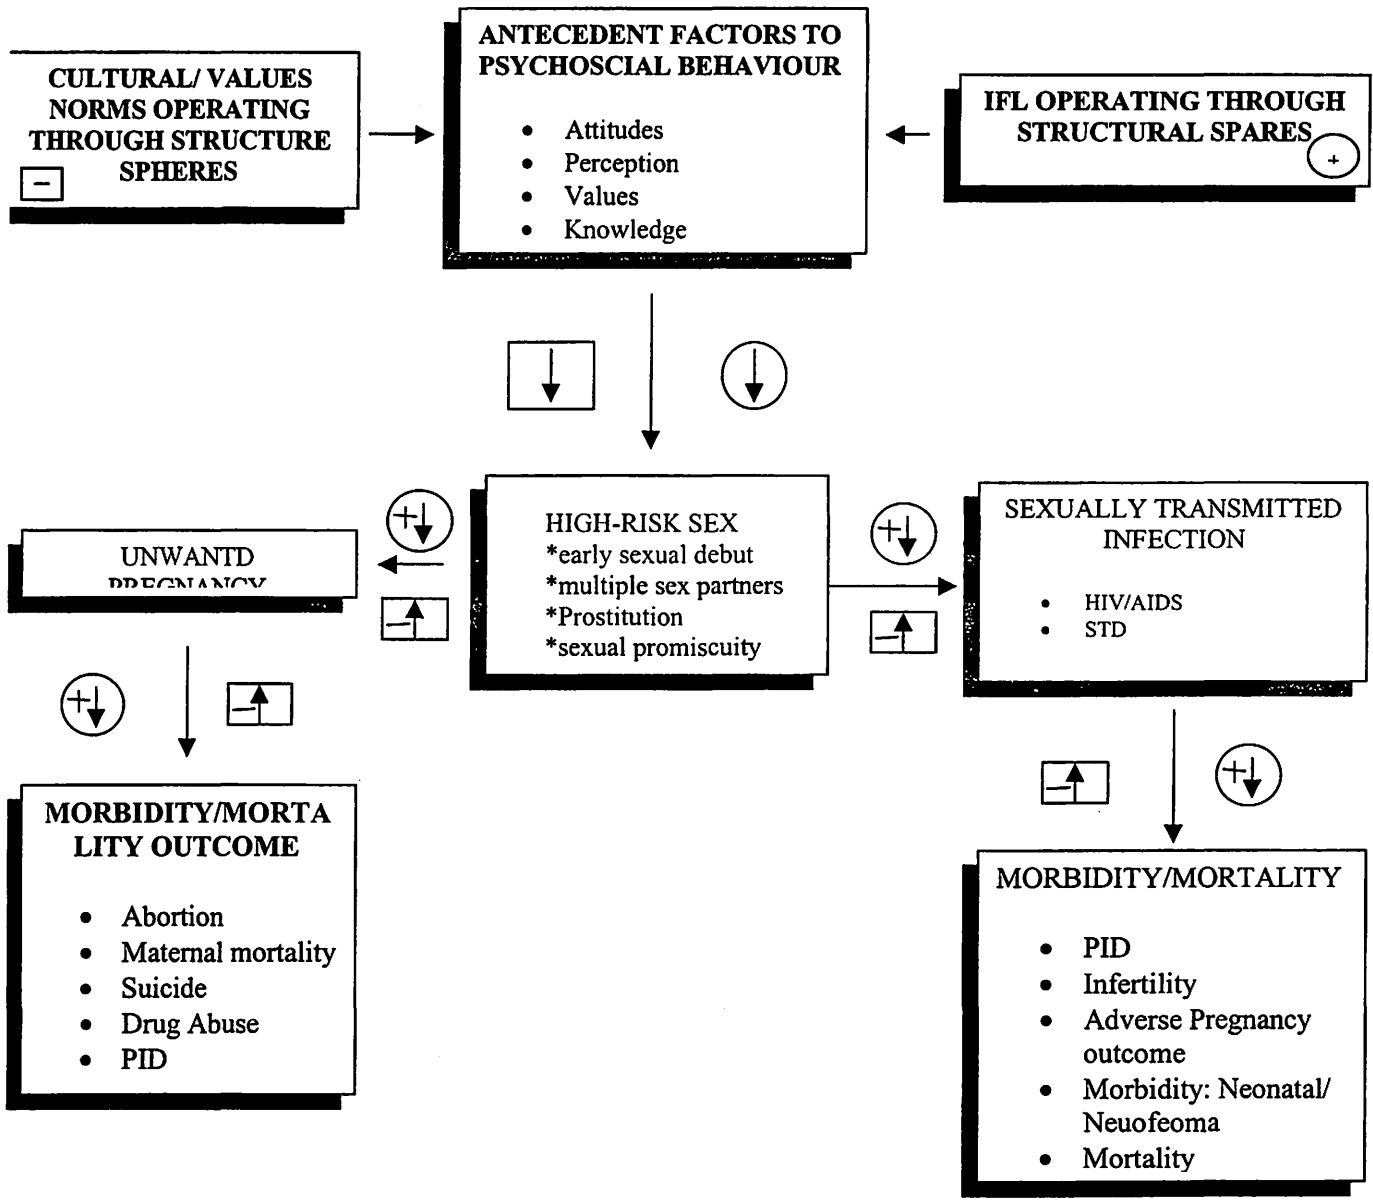 CULTURAL/ VALUES
NORMS OPERATING
THROUGH STRUCTURE
SPHERES
−
ANTECEDENT FACTORS TO
PSYCHOSCIAL BEHAVIOUR
• Attitudes
• Perception
• Values
• Knowledge
IFL OPERATING THROUGH
STRUCTURAL SPARES
+
HIGH-RISK SEX
*early sexual debut
*multiple sex partners
*Prostitution
*sexual promiscuity
+
−
+
−
UNWANTD
PREGNANCY
SEXUALLY TRANSMITTED
INFECTION
• HIV/AIDS
• STD
+
−
−
+
MORBIDITY/MORTA
LITY OUTCOME
• Abortion
• Maternal mortality
• Suicide
• Drug Abuse
• PID
MORBIDITY/MORTALITY
• PID
• Infertility
• Adverse Pregnancy
outcome
• Morbidity: Neonatal/
Neuofeoma
• Mortality